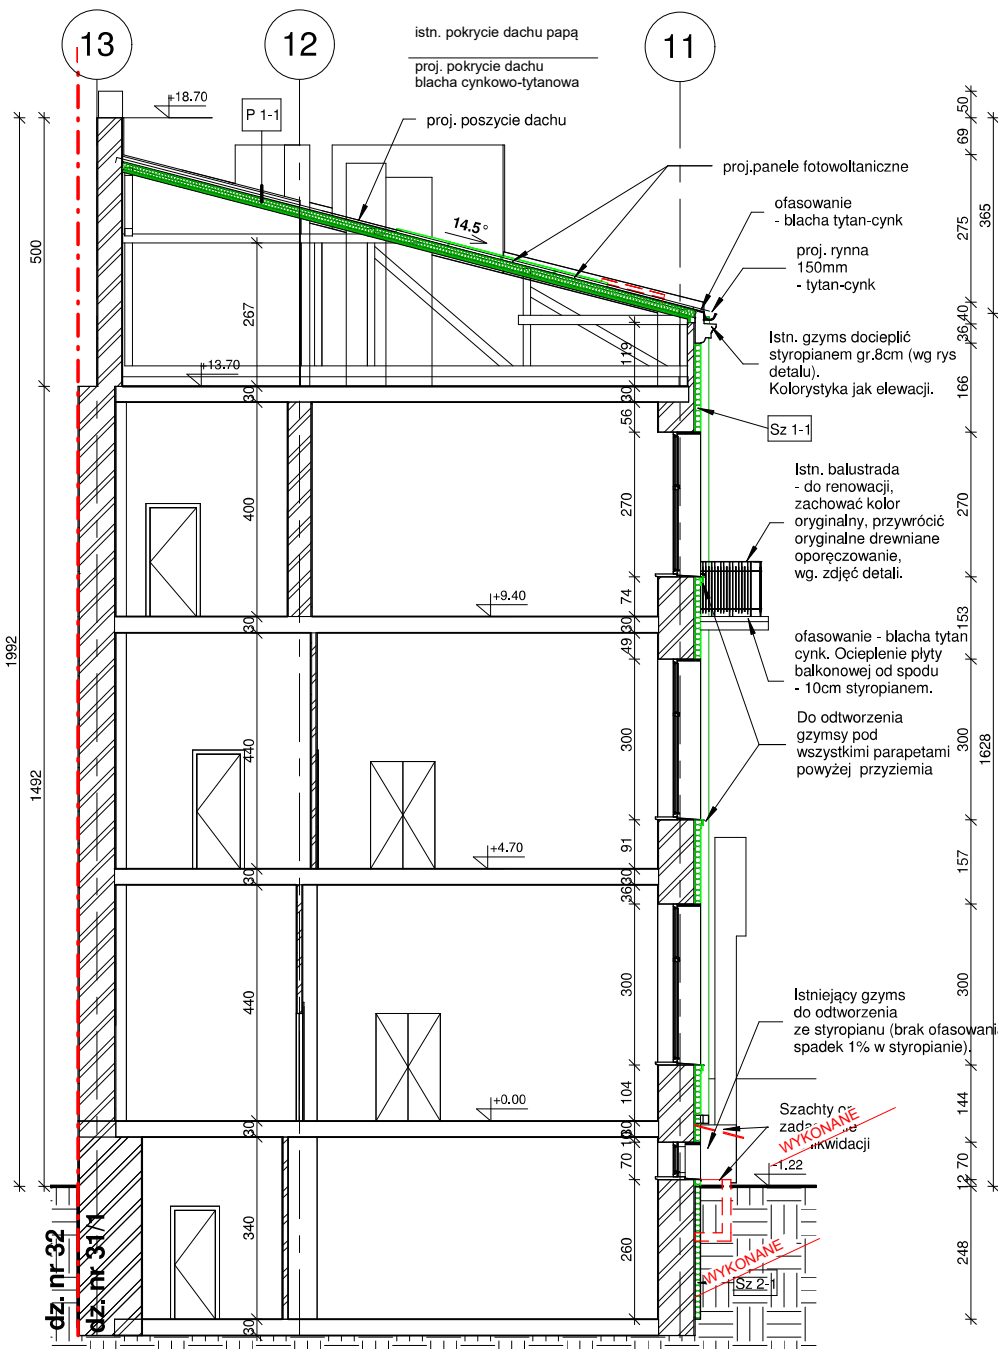 13
12
11
istn. pokrycie dachu papą
proj. pokrycie dachu
blacha cynkowo-tytanowa
+18.70
P 1-1
proj. poszycie dachu
proj.panele fotowoltaniczne
ofasowanie
- blacha tytan-cynk
14.5°
proj. rynna
150mm
- tytan-cynk
Istn. gzyms docieplić
styropianem gr.8cm (wg rys
detalu).
Kolorystyka jak elewacji.
+13.70
Sz 1-1
Istn. balustrada
- do renowacji,
zachować kolor
oryginalny, przywrócić
oryginalne drewniane
oporęczowanie,
wg. zdjęć detali.
+9.40
ofasowanie - blacha tytan
cynk. Ocieplenie płyty
balkonowej od spodu
- 10cm styropianem.
Do odtworzenia
gzymsy pod
wszystkimi parapetami
powyżej przyziemia
+4.70
Istniejący gzyms
do odtworzenia
ze styropianu (brak ofasowania
spadek 1% w styropianie).
+0.00
Szachty
WYKONANE
likwidacji
-1.22
WYKONANE
Sz 2-1
dz. nr 32
dz. nr 31/1
1992
500
1492
267
30
400
30
440
30
440
30
340
30
119
30
56
270
74
30
49
300
91
30
36
300
104
30
10
70
260
50
69
275
40
36
166
270
153
300
157
300
144
70
12
248
365
1628